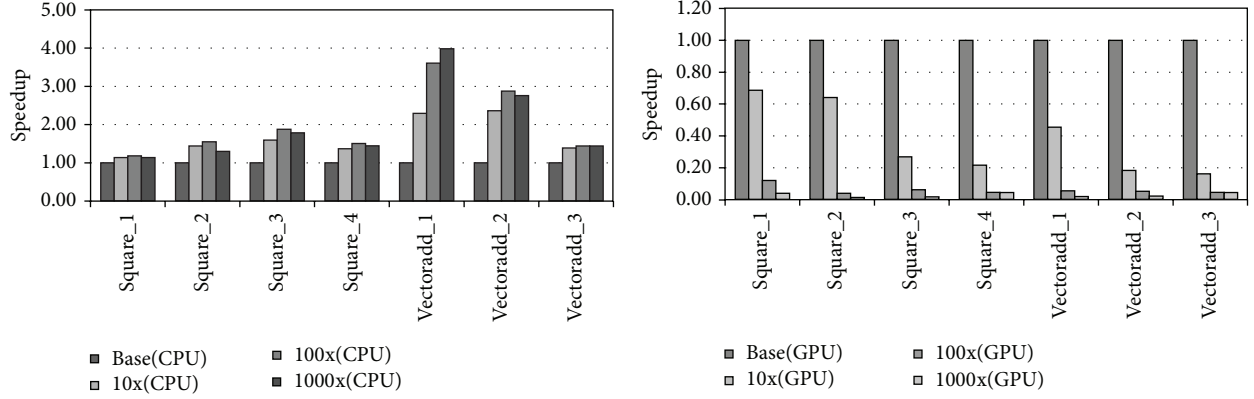 5.00
4.00
3.00
2.00
1.00
0.00
Speedup
Square_1
Square_2
Square_3
Square_4
Vectoradd_1
Vectoradd_2
Vectoradd_3
Base(CPU)
10x(CPU)
100x(CPU)
1000x(CPU)
1.20
1.00
0.80
0.60
0.40
0.20
0.00
Speedup
Square_1
Square_2
Square_3
Square_4
Vectoradd_1
Vectoradd_2
Vectoradd_3
Base(GPU)
10x(GPU)
100x(GPU)
1000x(GPU)